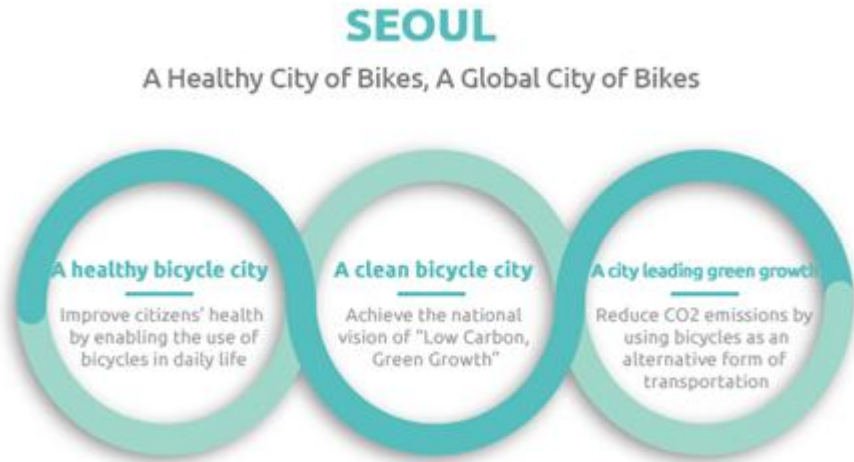 SEOUL
A Healthy City of Bikes, A Global City of Bikes
A healthy bicycle city
Improve citizens' health
by enabling the use of
bicycles in daily life
A clean bicycle city
Achieve the national
vision of "Low Carbon,
Green Growth"
A city leading green growth
Reduce CO2 emissions by
using bicycles as an
alternative form of
transportation